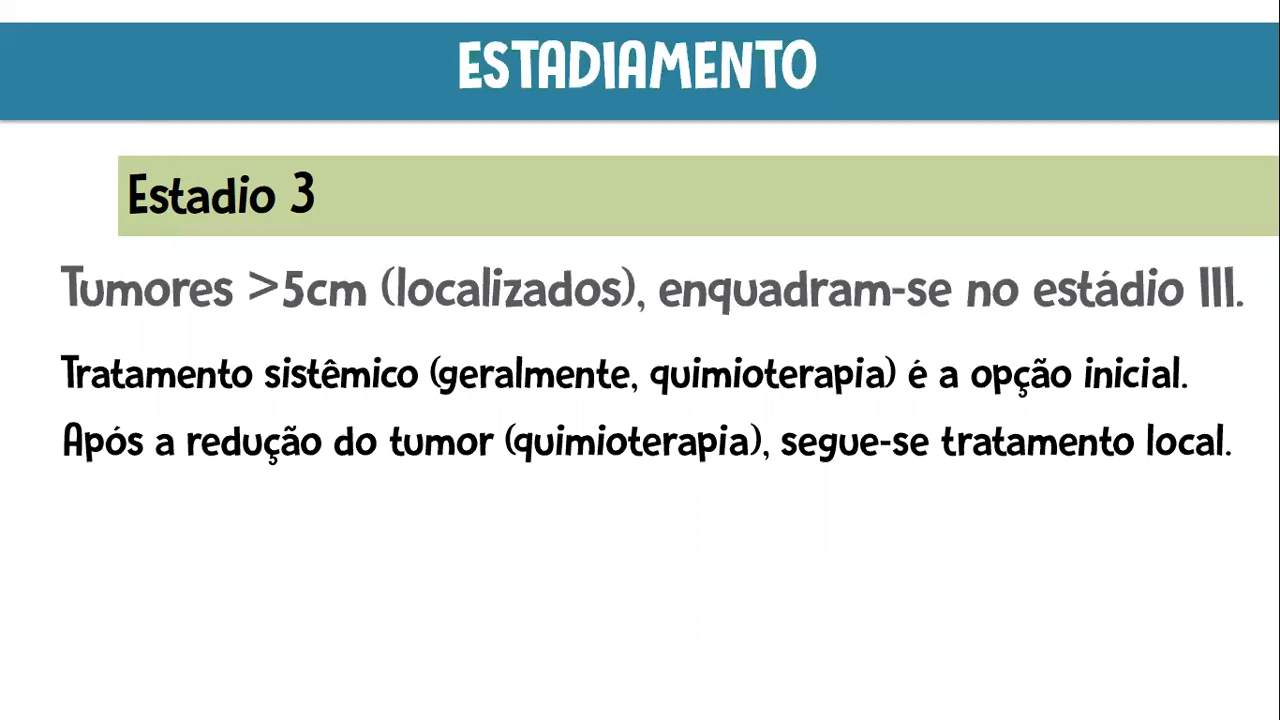 ESTADIAMENTO
Estadio 3
Tumores >5cm (localizados), enquadram-se no estádio III.
Tratamento sistêmico (geralmente, quimioterapia) é a opção inicial.
Após a redução do tumor (quimioterapia), segue-se tratamento local.